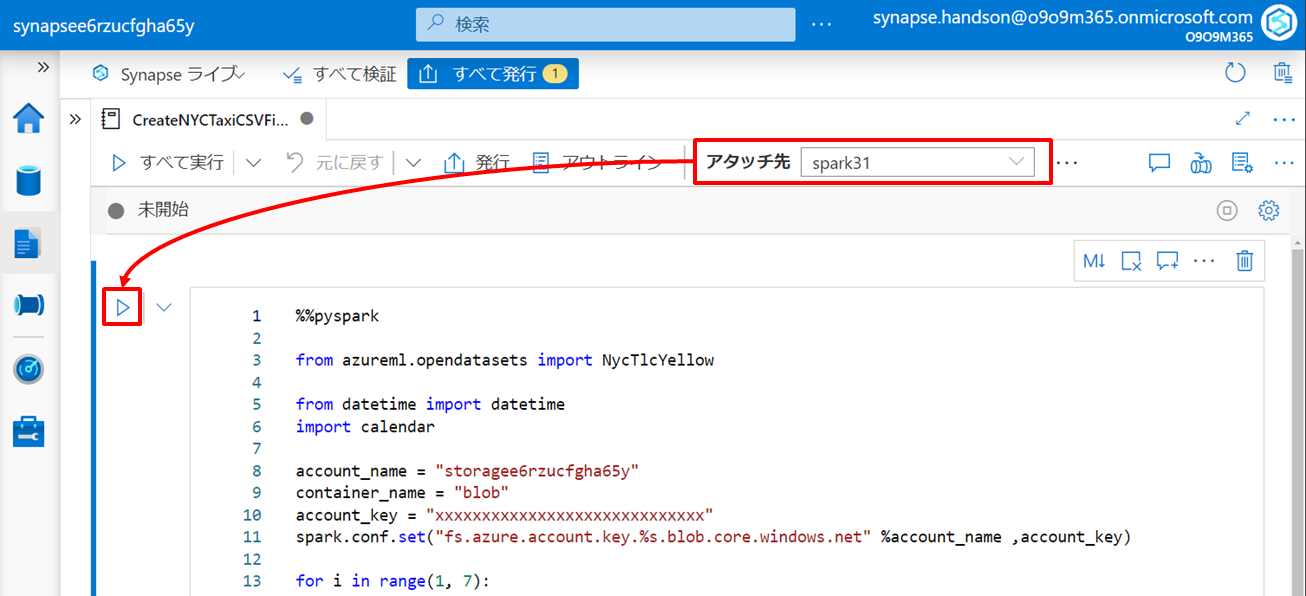 synapsee6rzucfgha65y
検索
synapse.handson@o9o9m365.onmicrosoft.com
O9O9M365
Synapse ライブ
すべて検証
すべて発行 1
CreateNYCTaxiCSVFi...
すべて実行
元に戻す
発行
アウトライン
アタッチ先 spark31
未開始
M↓
1 %%pyspark
2
3 from azureml.opendatasets import NycTlcYellow
4
5 from datetime import datetime
6 import calendar
7
8 account_name = "storagee6rzucfgha65y"
9 container_name = "blob"
10 account_key = "xxxxxxxxxxxxxxxxxxxxxxxxxxxxx"
11 spark.conf.set("fs.azure.account.key.%s.blob.core.windows.net" %account_name ,account_key)
12
13 for i in range(1, 7):